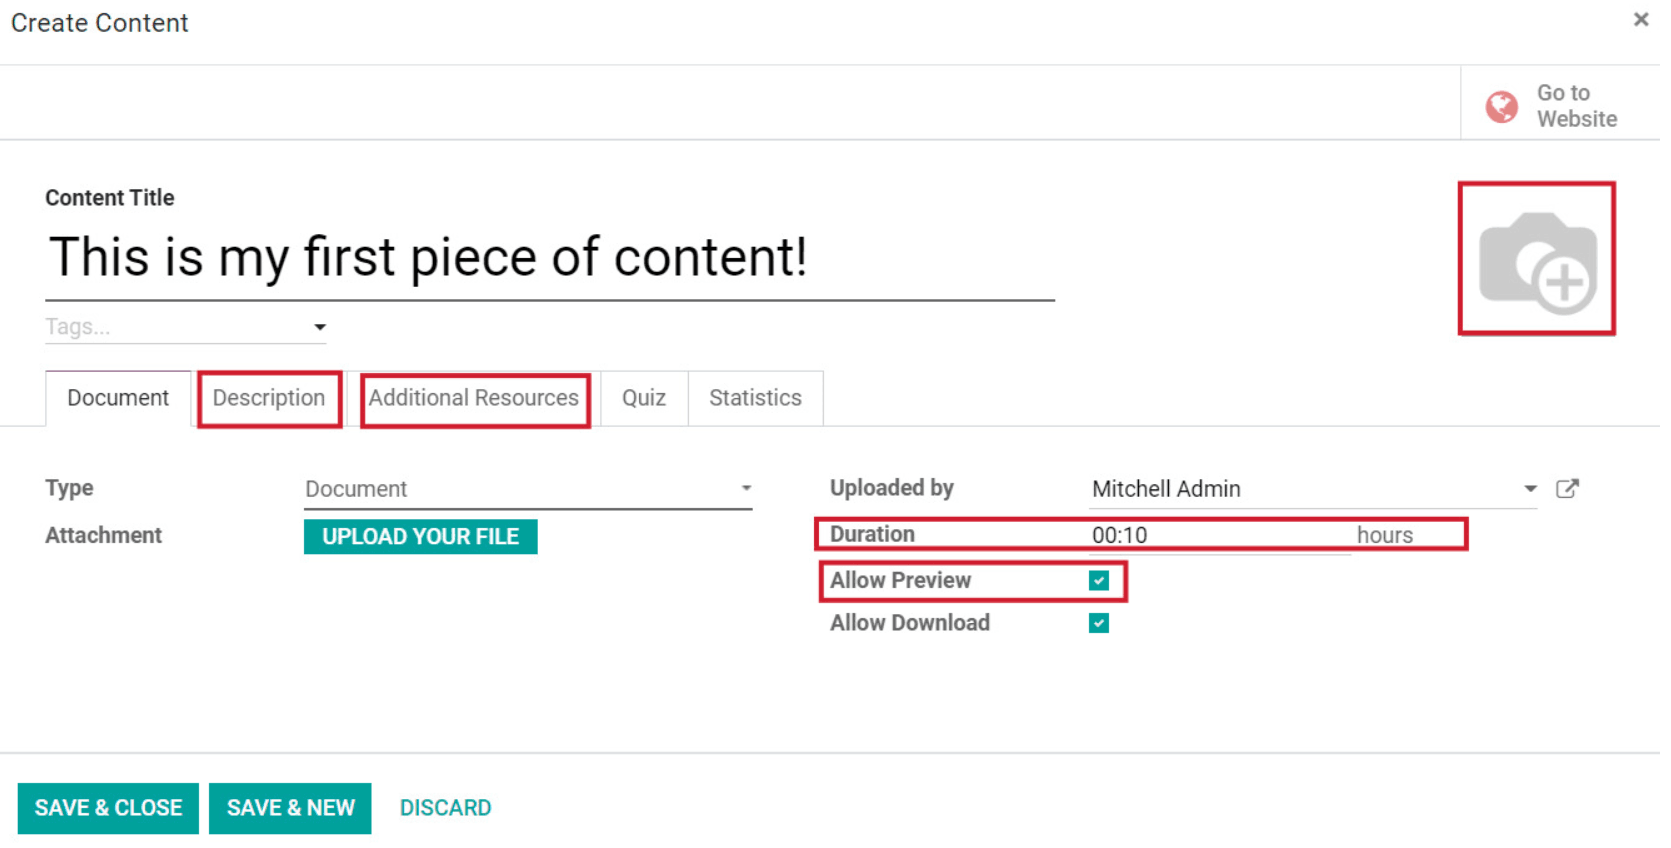 Create Content
Go to
Website
Content Title
This is my first piece of content!
Tags...
Document Description Additional Resources Quiz Statistics
Type Document Uploaded by Mitchell Admin
Attachment UPLOAD YOUR FILE Duration 00:10 hours
Allow Preview
Allow Download
SAVE & CLOSE SAVE & NEW DISCARD